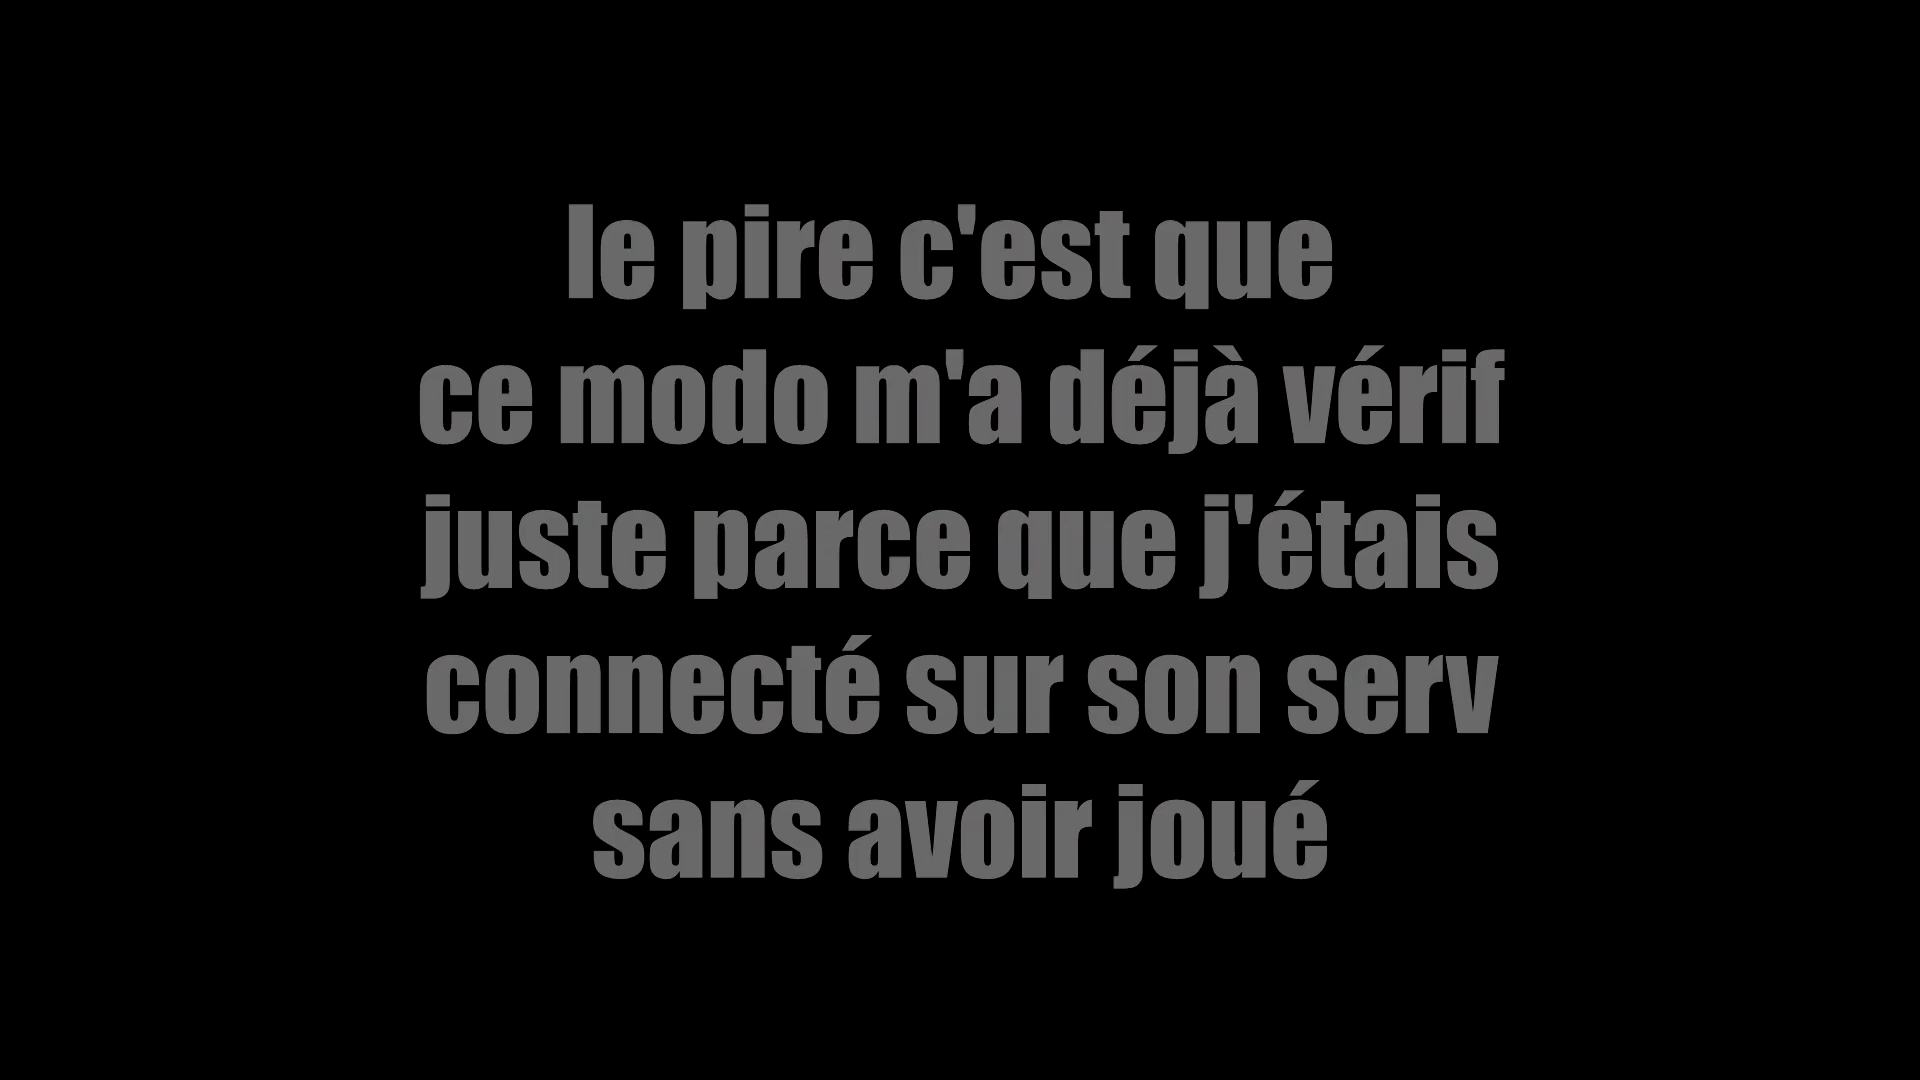 le pire c'est que
ce modo m'a déjà vérif
juste parce que j'étais
connecté sur son serv
sans avoir joué